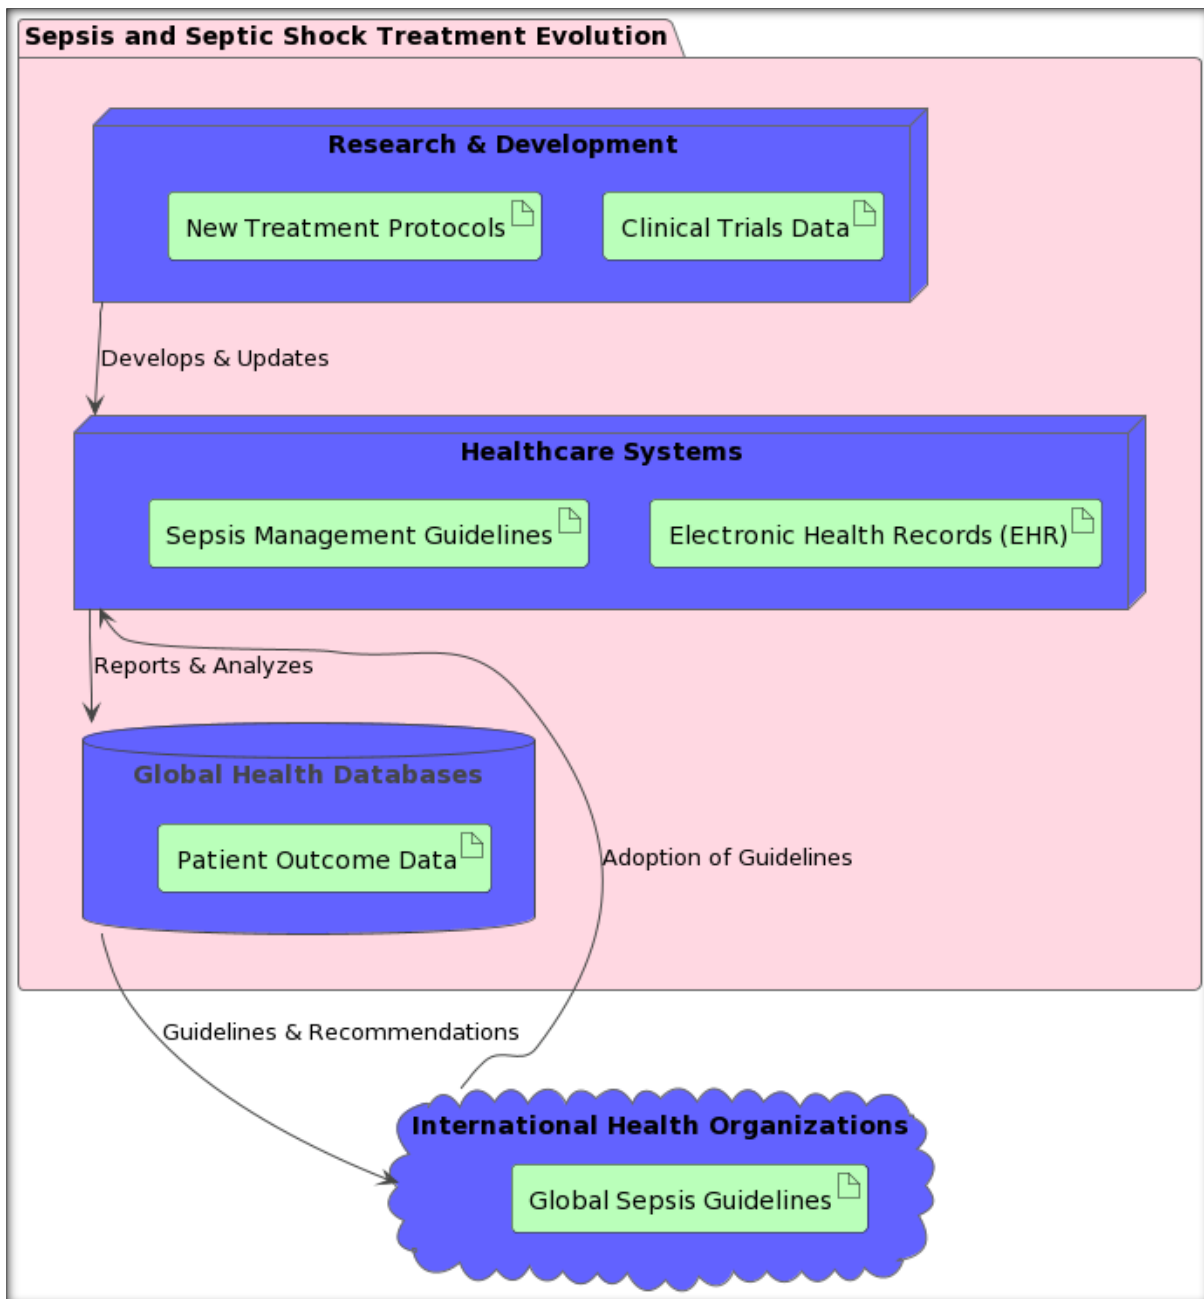 Sepsis and Septic Shock Treatment Evolution
Research & Development
New Treatment Protocols
Clinical Trials Data
Develops & Updates
Healthcare Systems
Sepsis Management Guidelines
Electronic Health Records (EHR)
Reports & Analyzes
Global Health Databases
Patient Outcome Data
Adoption of Guidelines
Guidelines & Recommendations
International Health Organizations
Global Sepsis Guidelines